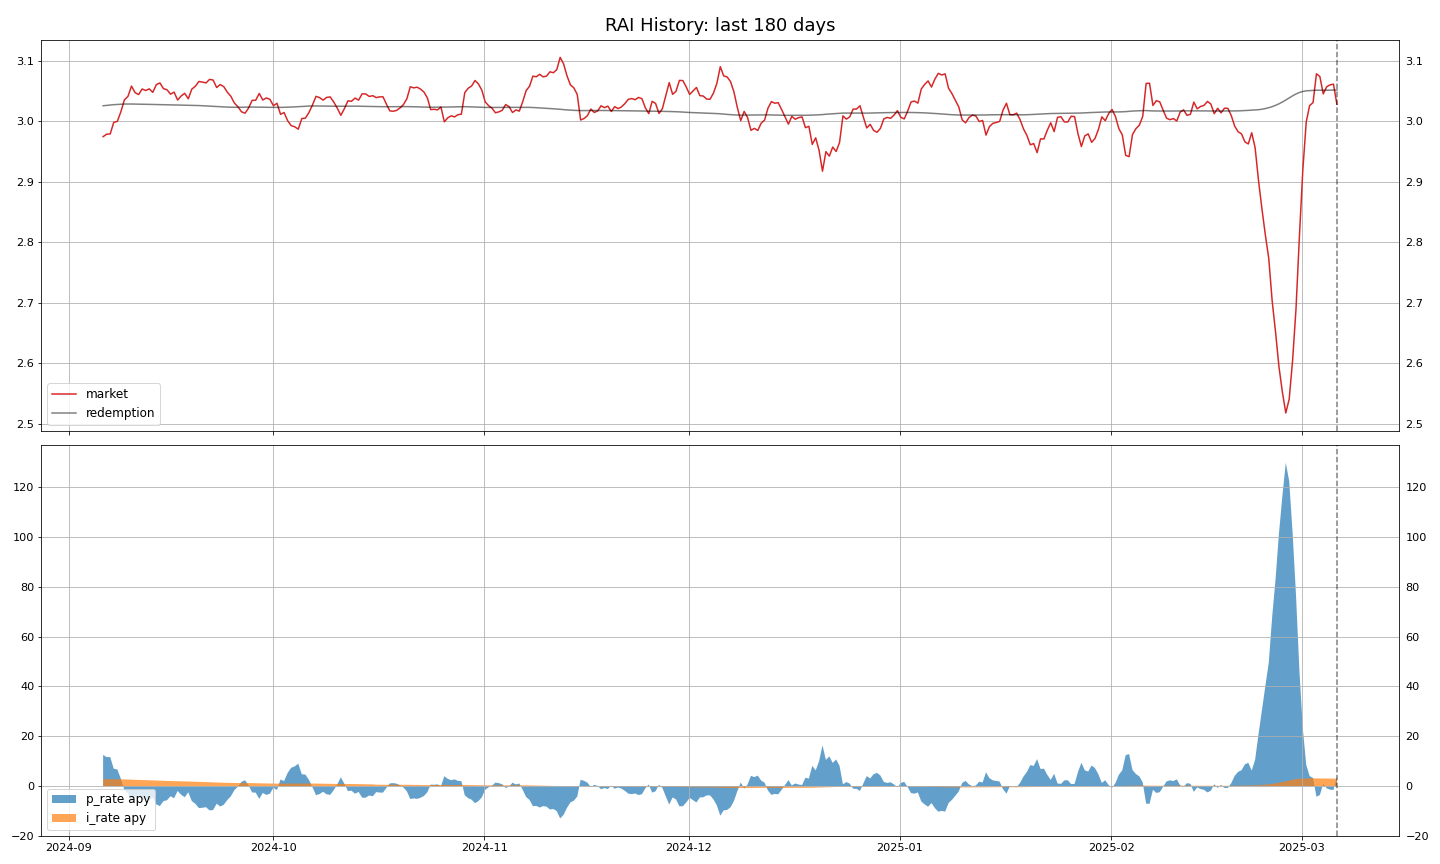 RAI History: last 180 days
3.1 3.1
3.0 3.0
2.9 2.9
2.8 2.8
2.7 2.7
2.6 2.6
market
redemption
2.5 2.5
120 120
100 100
80 80
60 60
40 40
20 20
0 0
p_rate apy
i_rate apy
−20 −20
2024-09 2024-10 2024-11 2024-12 2025-01 2025-02 2025-03